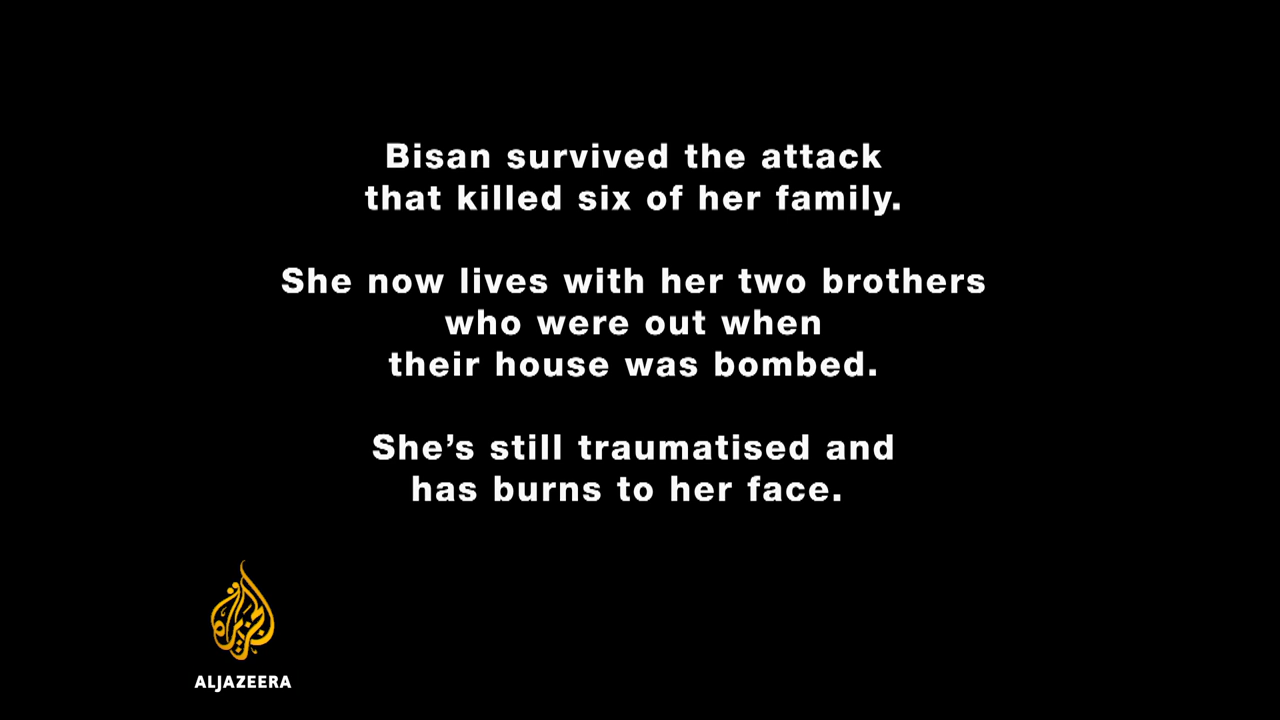 Bisan survived the attack
that killed six of her family.
She now lives with her two brothers
who were out when
their house was bombed.
She’s still traumatised and
has burns to her face.
الجزيرة
ALJAZEERA